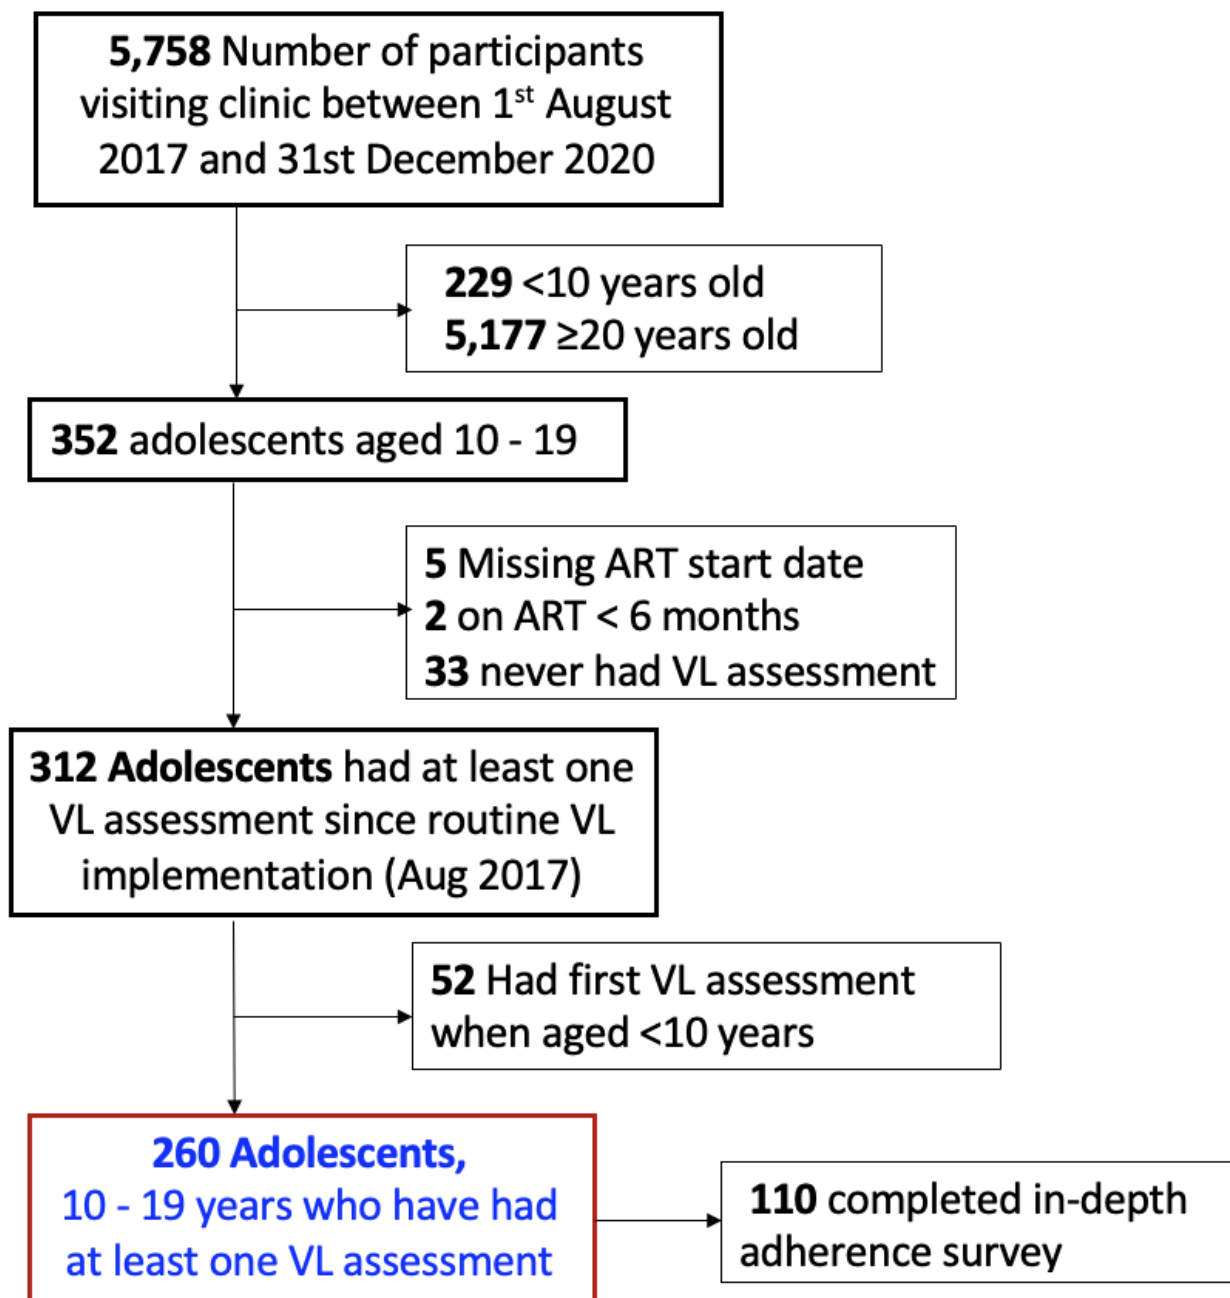 5,758 Number of participants
visiting clinic between 1st August
2017 and 31st December 2020
229 <10 years old
5,177 ≥20 years old
352 adolescents aged 10 - 19
5 Missing ART start date
2 on ART < 6 months
33 never had VL assessment
312 Adolescents had at least one
VL assessment since routine VL
implementation (Aug 2017)
52 Had first VL assessment
when aged <10 years
260 Adolescents,
10 - 19 years who have had
at least one VL assessment
110 completed in-depth
adherence survey